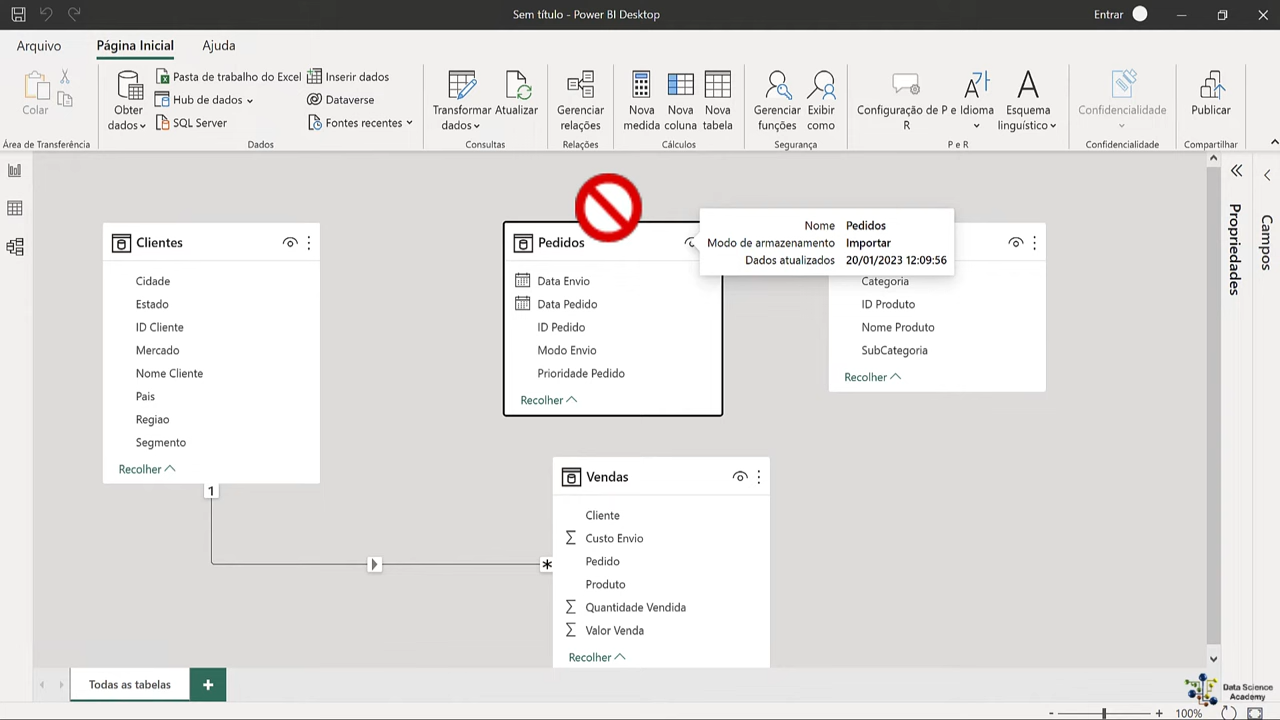 Sem título - Power BI Desktop
Entrar
Arquivo
Página Inicial
Ajuda
Colar
Obter dados
Pasta de trabalho do Excel
Hub de dados
SQL Server
Inserir dados
Dataverse
Fontes recentes
Transformar dados
Atualizar
Gerenciar relações
Nova medida
Nova coluna
Nova tabela
Gerenciar funções
Exibir como
Configuração de P e R
Idioma
Esquema linguístico
Confidencialidade
Publicar
Área de Transferência
Dados
Consultas
Relações
Cálculos
Segurança
P e R
Confidencialidade
Compartilhar
Clientes
Cidade
Estado
ID Cliente
Mercado
Nome Cliente
Pais
Regiao
Segmento
Recolher
1
Pedidos
Data Envio
Data Pedido
ID Pedido
Modo Envio
Prioridade Pedido
Recolher
Nome Pedidos
Modo de armazenamento Importar
Dados atualizados 20/01/2023 12:09:56
Categoria
ID Produto
Nome Produto
SubCategoria
Recolher
*
Vendas
Cliente
Σ Custo Envio
Pedido
Produto
Σ Quantidade Vendida
Σ Valor Venda
Recolher
Propriedades
Campos
Todas as tabelas
+
Data Science
Academy
- + 100%